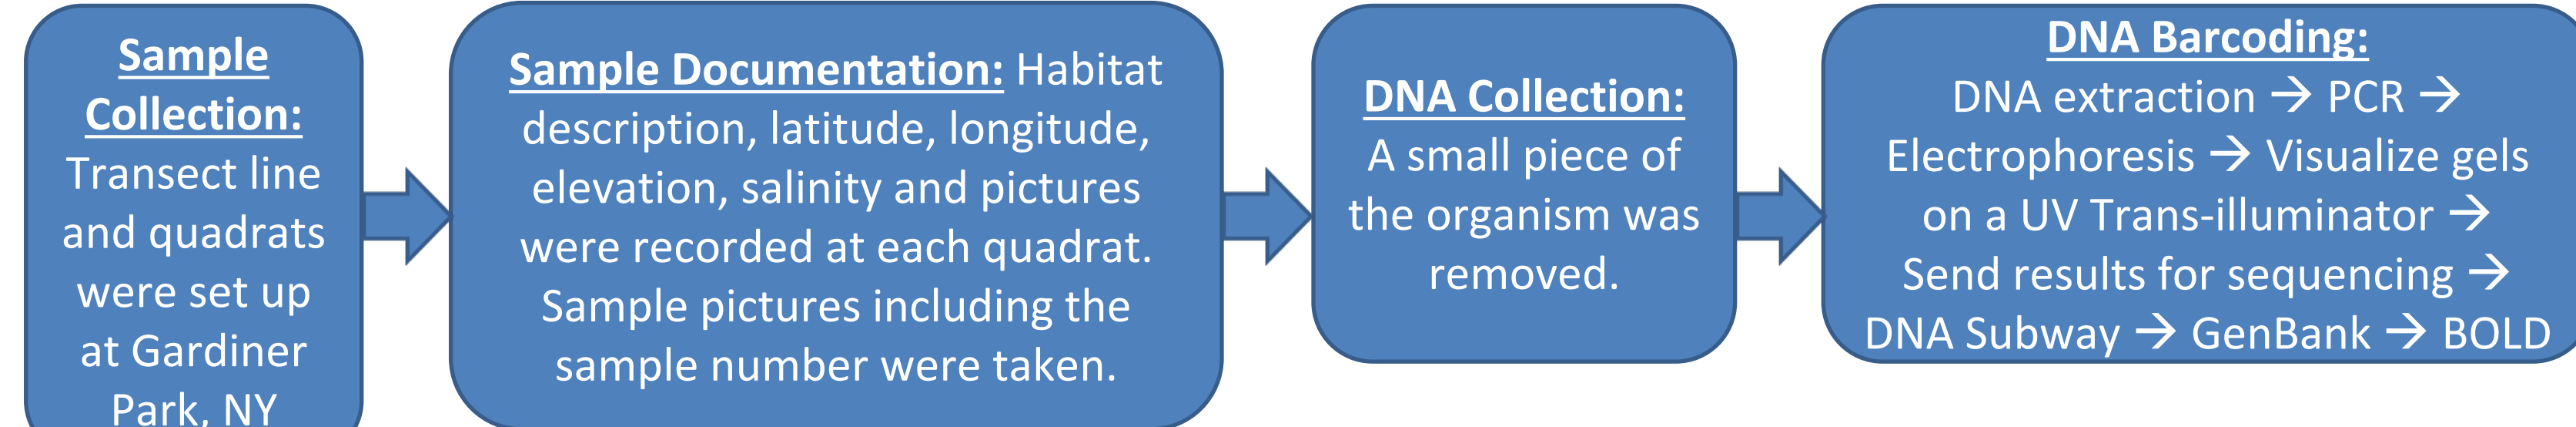 Sample
Collection:
Transect line
and quadrats
were set up
at Gardiner
Park, NY
Sample Documentation: Habitat
description, latitude, longitude,
elevation, salinity and pictures
were recorded at each quadrat.
Sample pictures including the
sample number were taken.
DNA Collection:
A small piece of
the organism was
removed.
DNA Barcoding:
DNA extraction → PCR →
Electrophoresis → Visualize gels
on a UV Trans-illuminator →
Send results for sequencing →
DNA Subway → GenBank → BOLD